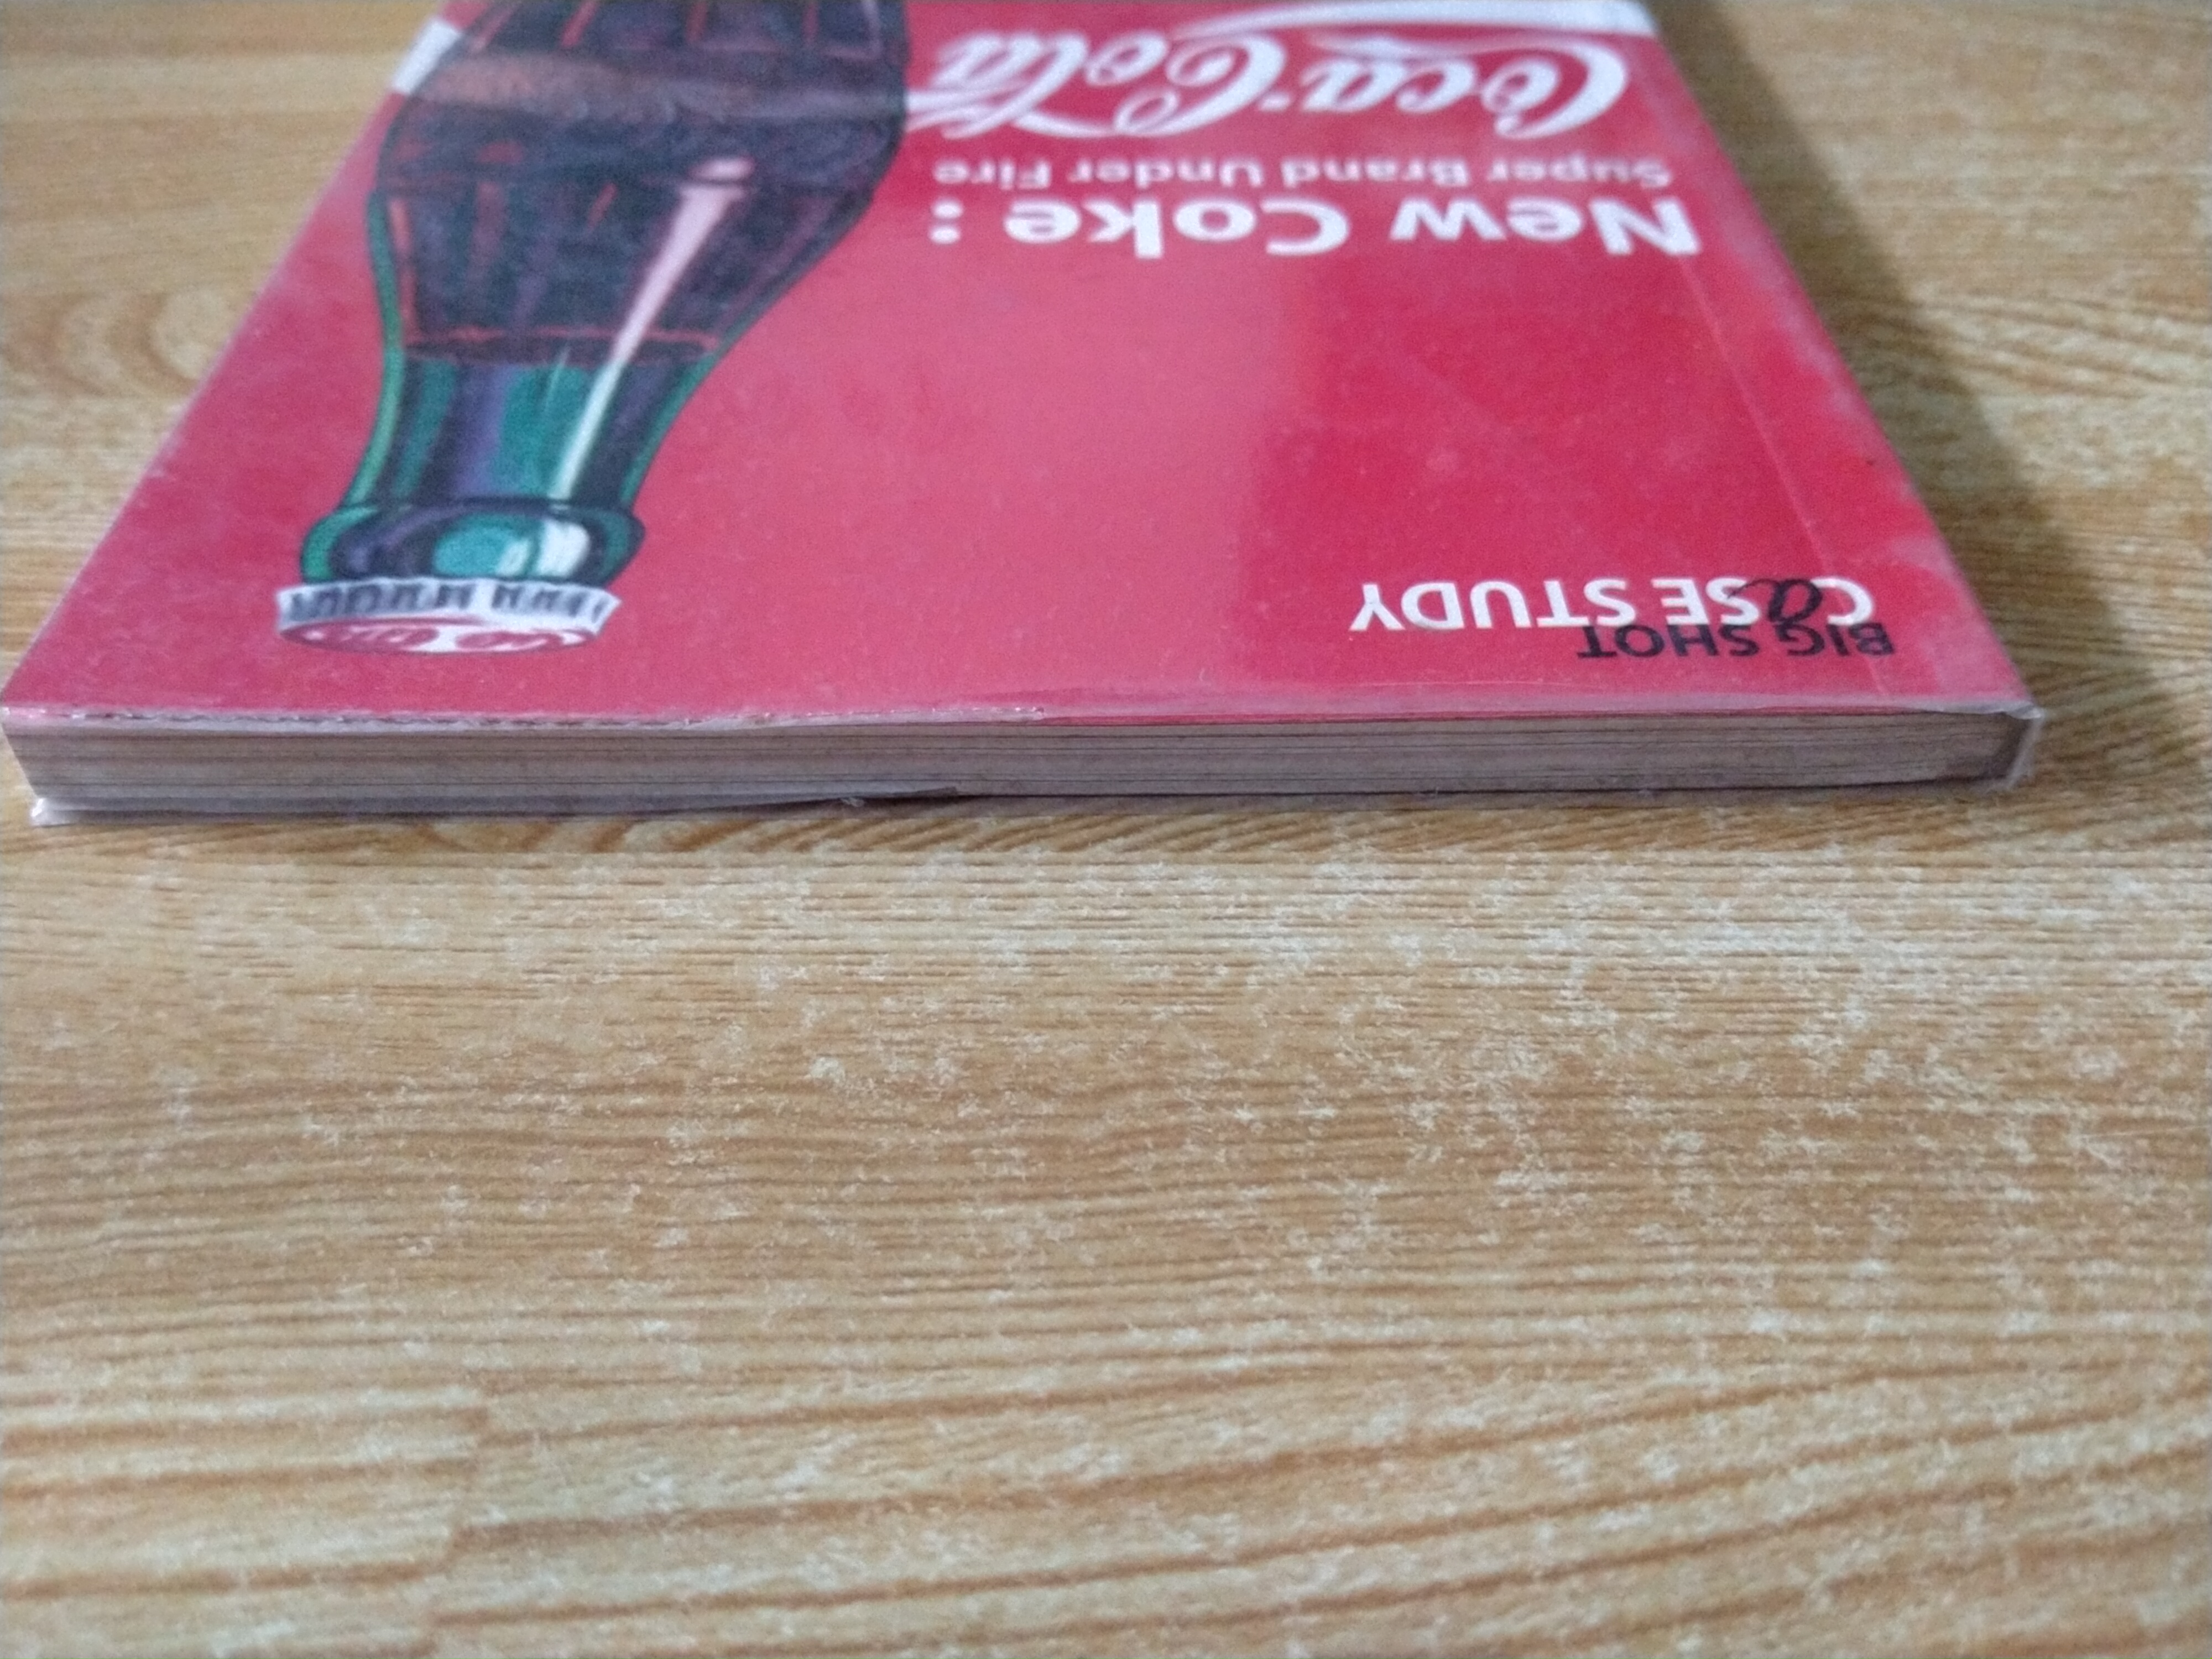 BIG SHOT
CaSE STUDY
New Coke :
Super Brand Under Fire
Coca-Cola